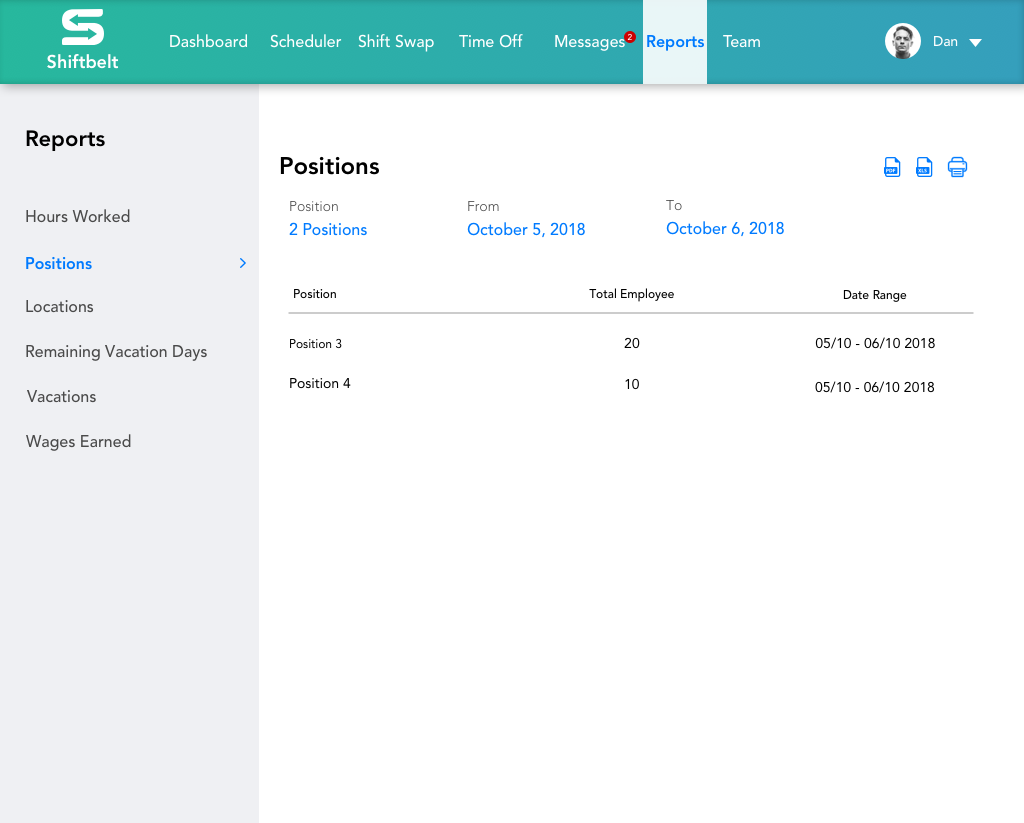 Shiftbelt
Dashboard Scheduler Shift Swap Time Off Messages 2 Reports Team Dan
Reports
Hours Worked
Positions
Locations
Remaining Vacation Days
Vacations
Wages Earned
Positions
PDF XLS
Position From To
2 Positions October 5, 2018 October 6, 2018
Position Total Employee Date Range
Position 3 20 05/10 - 06/10 2018
Position 4 10 05/10 - 06/10 2018